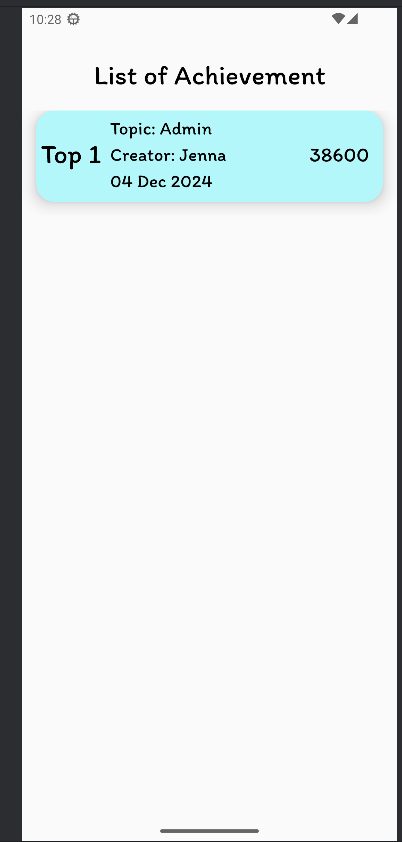 10:28
List of Achievement
Top 1
Topic: Admin
Creator: Jenna
04 Dec 2024
38600